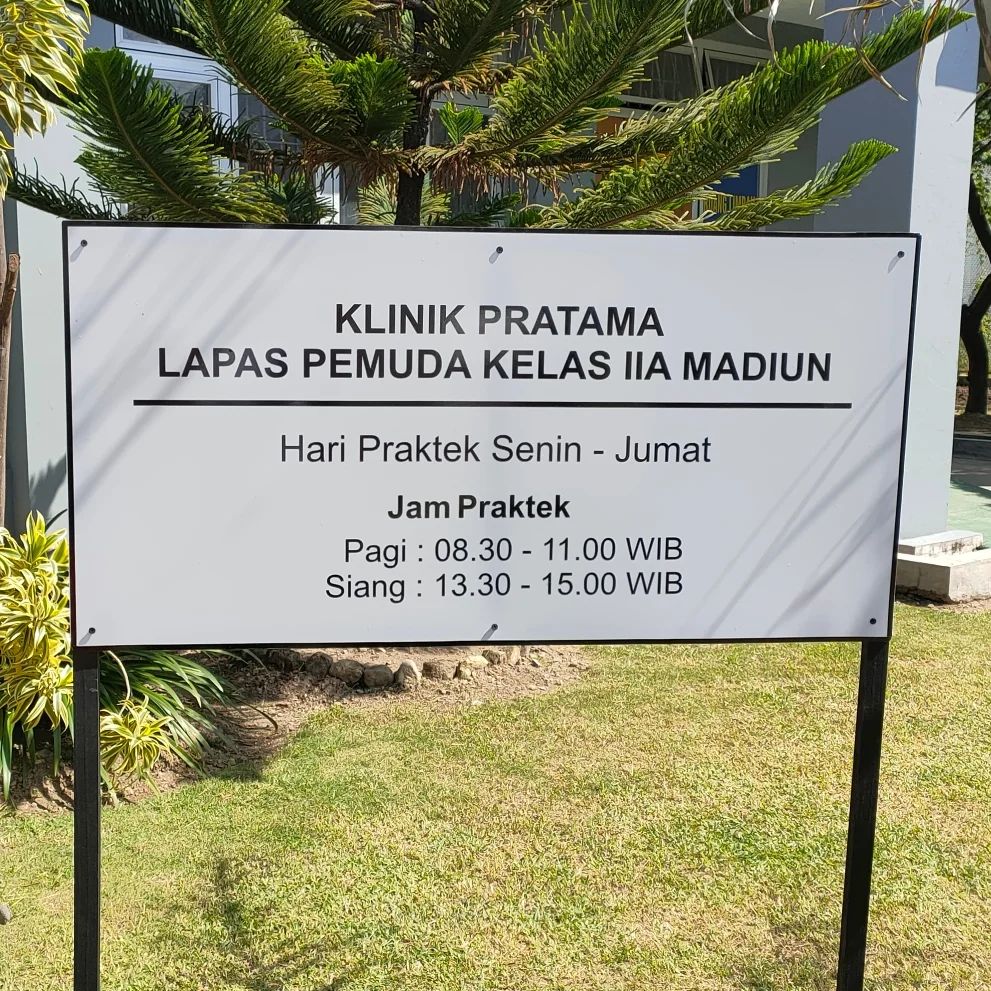 KLINIK PRATAMA
LAPAS PEMUDA KELAS IIA MADIUN
Hari Praktek Senin - Jumat
Jam Praktek
Pagi : 08.30 - 11.00 WIB
Siang : 13.30 - 15.00 WIB